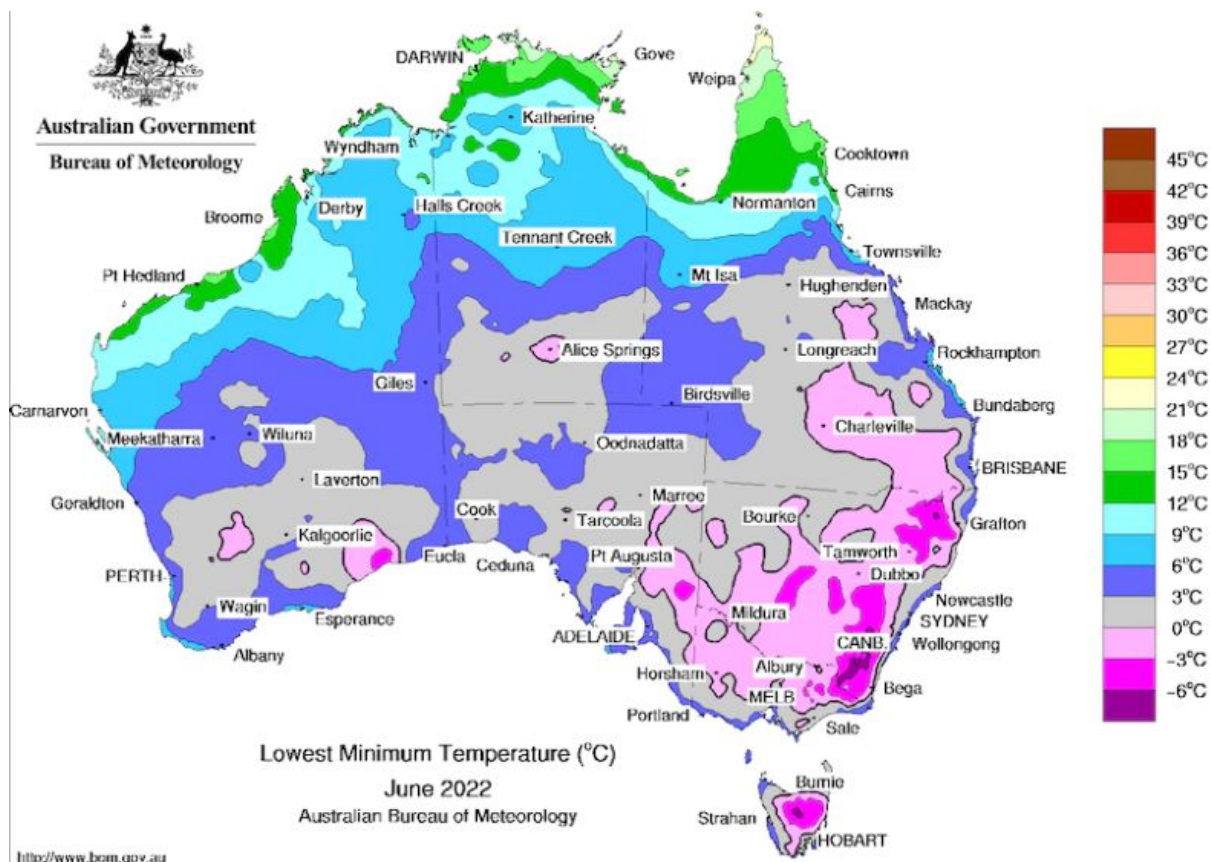 Australian Government
Bureau of Meteorology
DARWIN
Gove
Weipa
Katherine
Wyndham
Cooktown
Cairns
Derby
Halls Creek
Normanton
Broome
Tennant Creek
Townsville
Pt Hedland
Mt Isa
Hughenden
Mackay
Alice Springs
Longreach
Rockhampton
Giles
Birdsville
Carnarvon
Bundaberg
Meekatharra
Wiluna
Oodnadatta
Charleville
BRISBANE
Laverton
Marree
Geraldton
Cook
Tarcoola
Bourke
Grafton
Kalgoorlie
Eucla
Ceduna
Pt Augusta
Tamworth
PERTH
Dubbo
Wagin
Esperance
Mildura
Newcastle
ADELAIDE
SYDNEY
Albany
CANB.
Wollongong
Horsham
Albury
Bega
Portland
MELB
Sale
Burnie
Strahan
HOBART
45°C
42°C
39°C
36°C
33°C
30°C
27°C
24°C
21°C
18°C
15°C
12°C
9°C
6°C
3°C
0°C
-3°C
-6°C
Lowest Minimum Temperature (°C)
June 2022
Australian Bureau of Meteorology
http://www.bom.gov.au